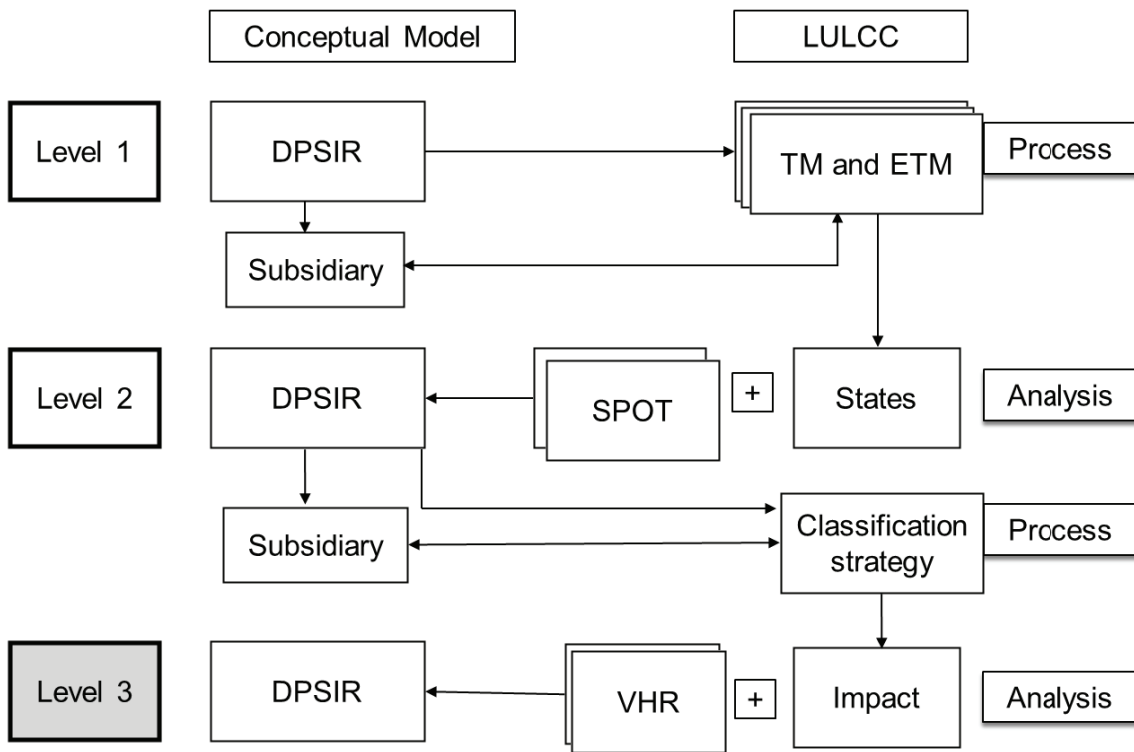 Conceptual Model
LULCC
Level 1
DPSIR
TM and ETM
Process
Subsidiary
Level 2
DPSIR
SPOT
+
States
Analysis
Subsidiary
Classification
strategy
Process
Level 3
DPSIR
VHR
+
Impact
Analysis